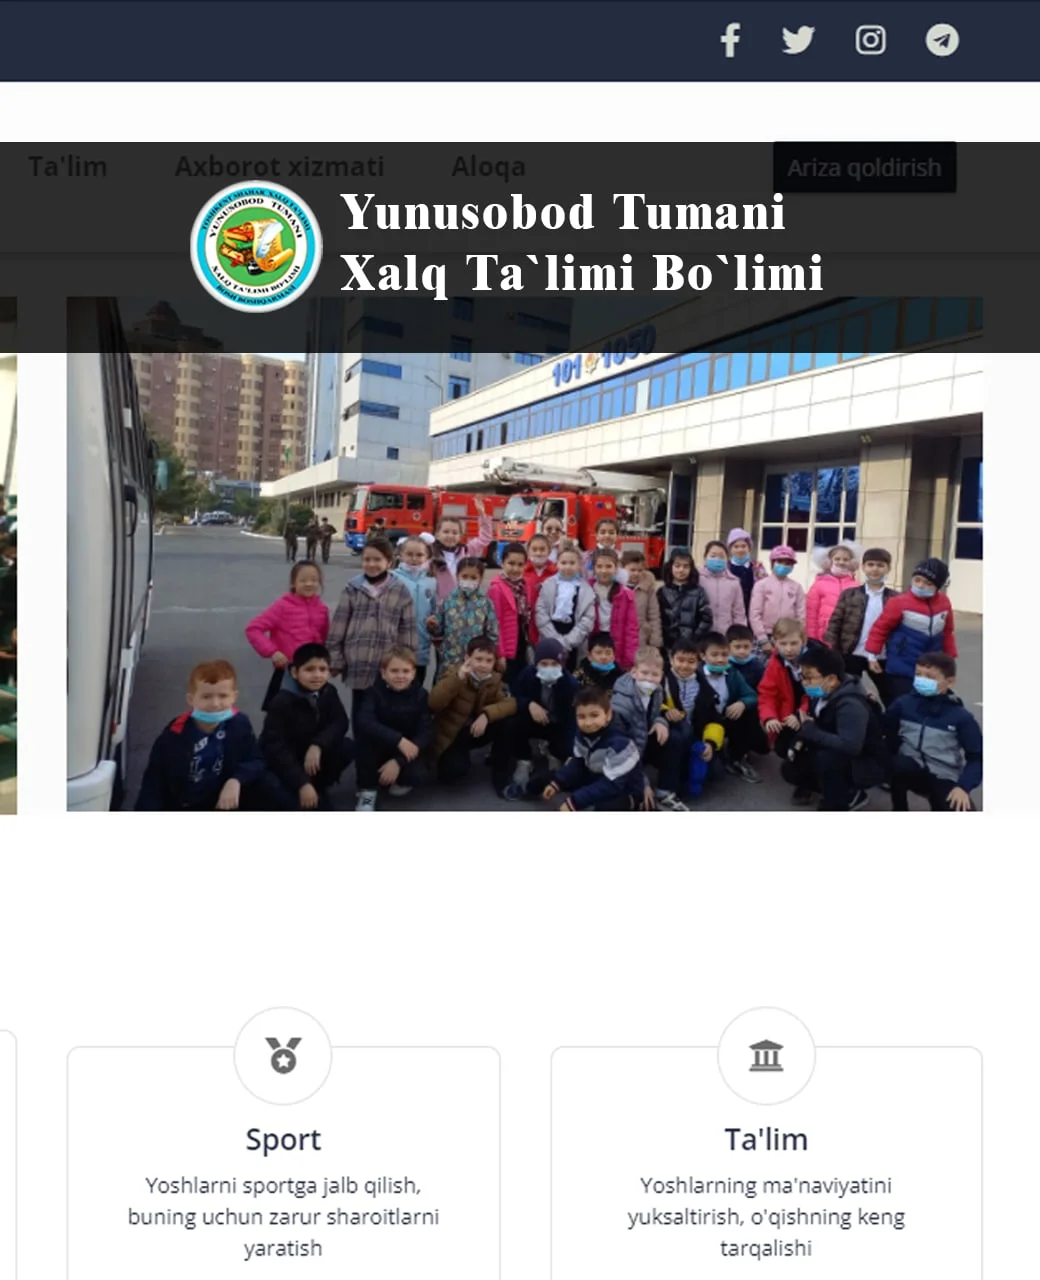 Ta'lim Axborot xizmati Aloqa Ariza qoldirish
TOSHKENT SHAHAR XALQ TA'LIMI
YUNUSOBOD TUMANI
XALQ TA'LIMI BO'LIMI
BOSH BOSHQARMASI
Yunusobod Tumani
Xalq Ta`limi Bo`limi
101 1050
Sport
Yoshlarni sportga jalb qilish,
buning uchun zarur sharoitlarni
yaratish
Ta'lim
Yoshlarning ma'naviyatini
yuksaltirish, o'qishning keng
tarqalishi